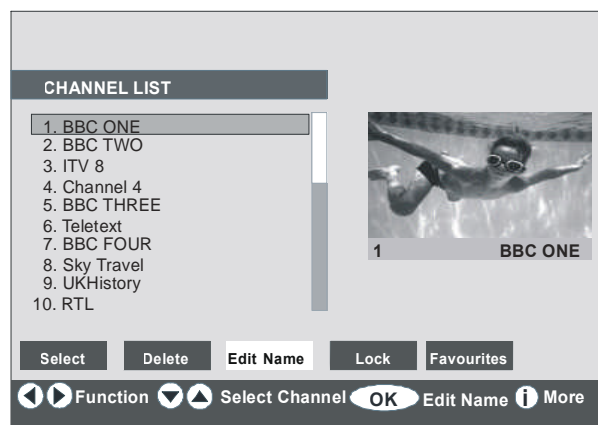 CHANNEL LIST
1. BBC ONE
2. BBC TWO
3. ITV 8
4. Channel 4
5. BBC THREE
6. Teletext
7. BBC FOUR
8. Sky Travel
9. UKHistory
10. RTL
1 BBC ONE
Select Delete Edit Name Lock Favourites
Function Select Channel OK Edit Name i More